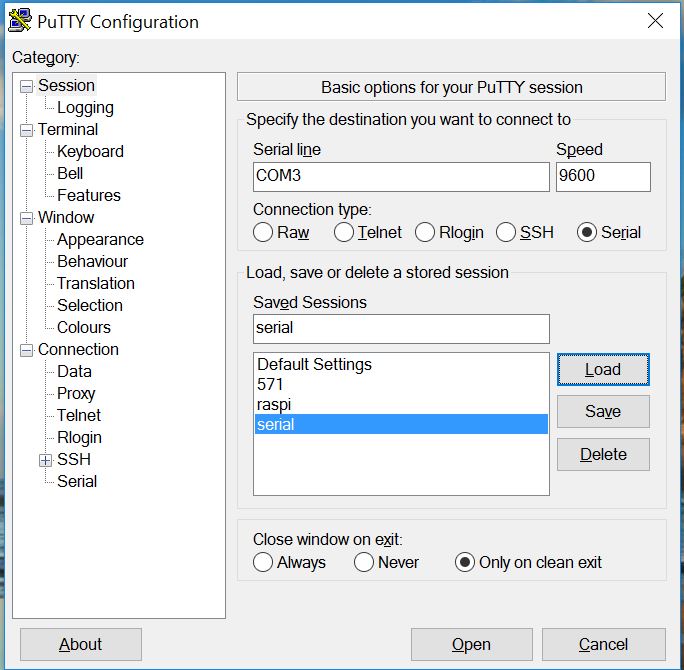 PuTTY Configuration
Category:
Session
Logging
Terminal
Keyboard
Bell
Features
Window
Appearance
Behaviour
Translation
Selection
Colours
Connection
Data
Proxy
Telnet
Rlogin
SSH
Serial
Basic options for your PuTTY session
Specify the destination you want to connect to
Serial line Speed
COM3 9600
Connection type:
Raw Telnet Rlogin SSH Serial
Load, save or delete a stored session
Saved Sessions
serial
Default Settings
571
raspi
serial
Load
Save
Delete
Close window on exit:
Always Never Only on clean exit
About Open Cancel